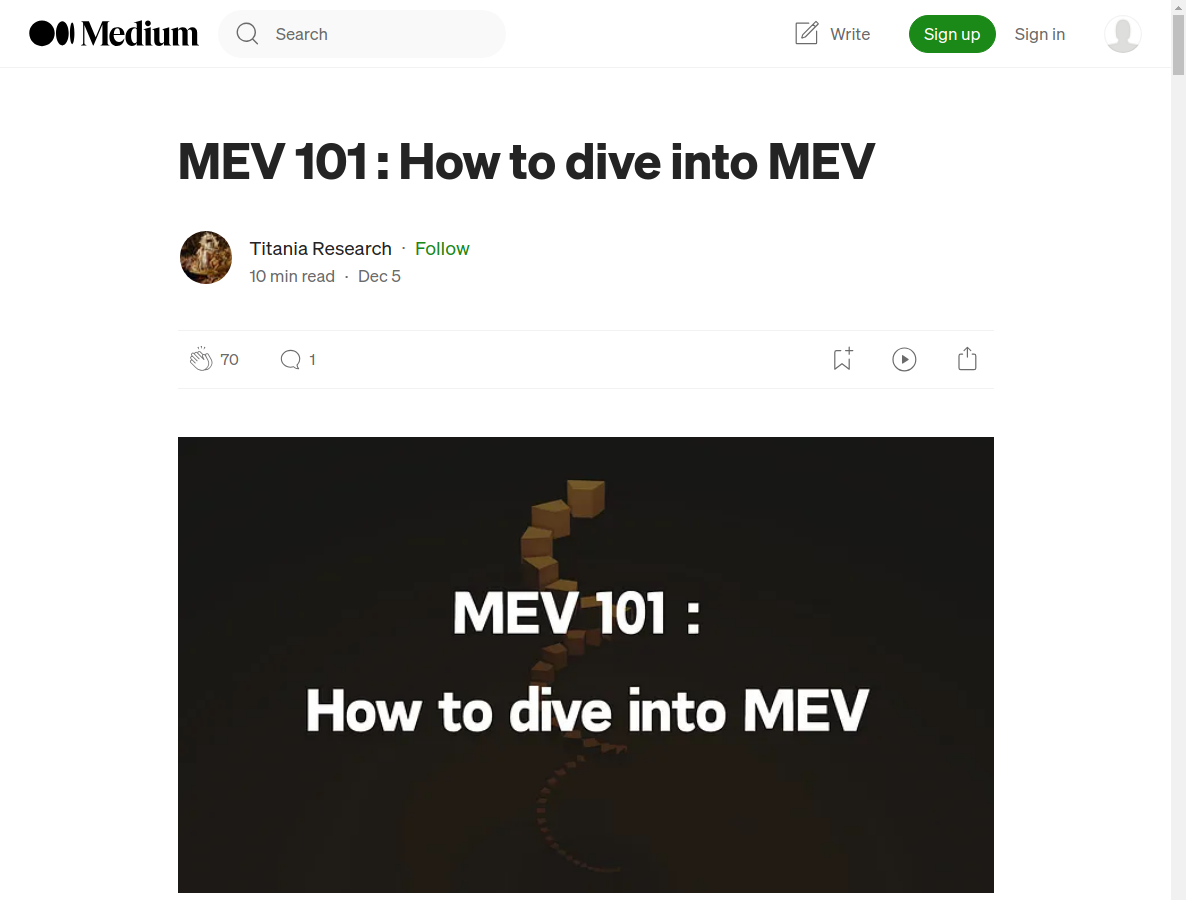 Medium
Search
Write
Sign up
Sign in
MEV 101 : How to dive into MEV
Titania Research · Follow
10 min read · Dec 5
70
1
MEV 101 :
How to dive into MEV